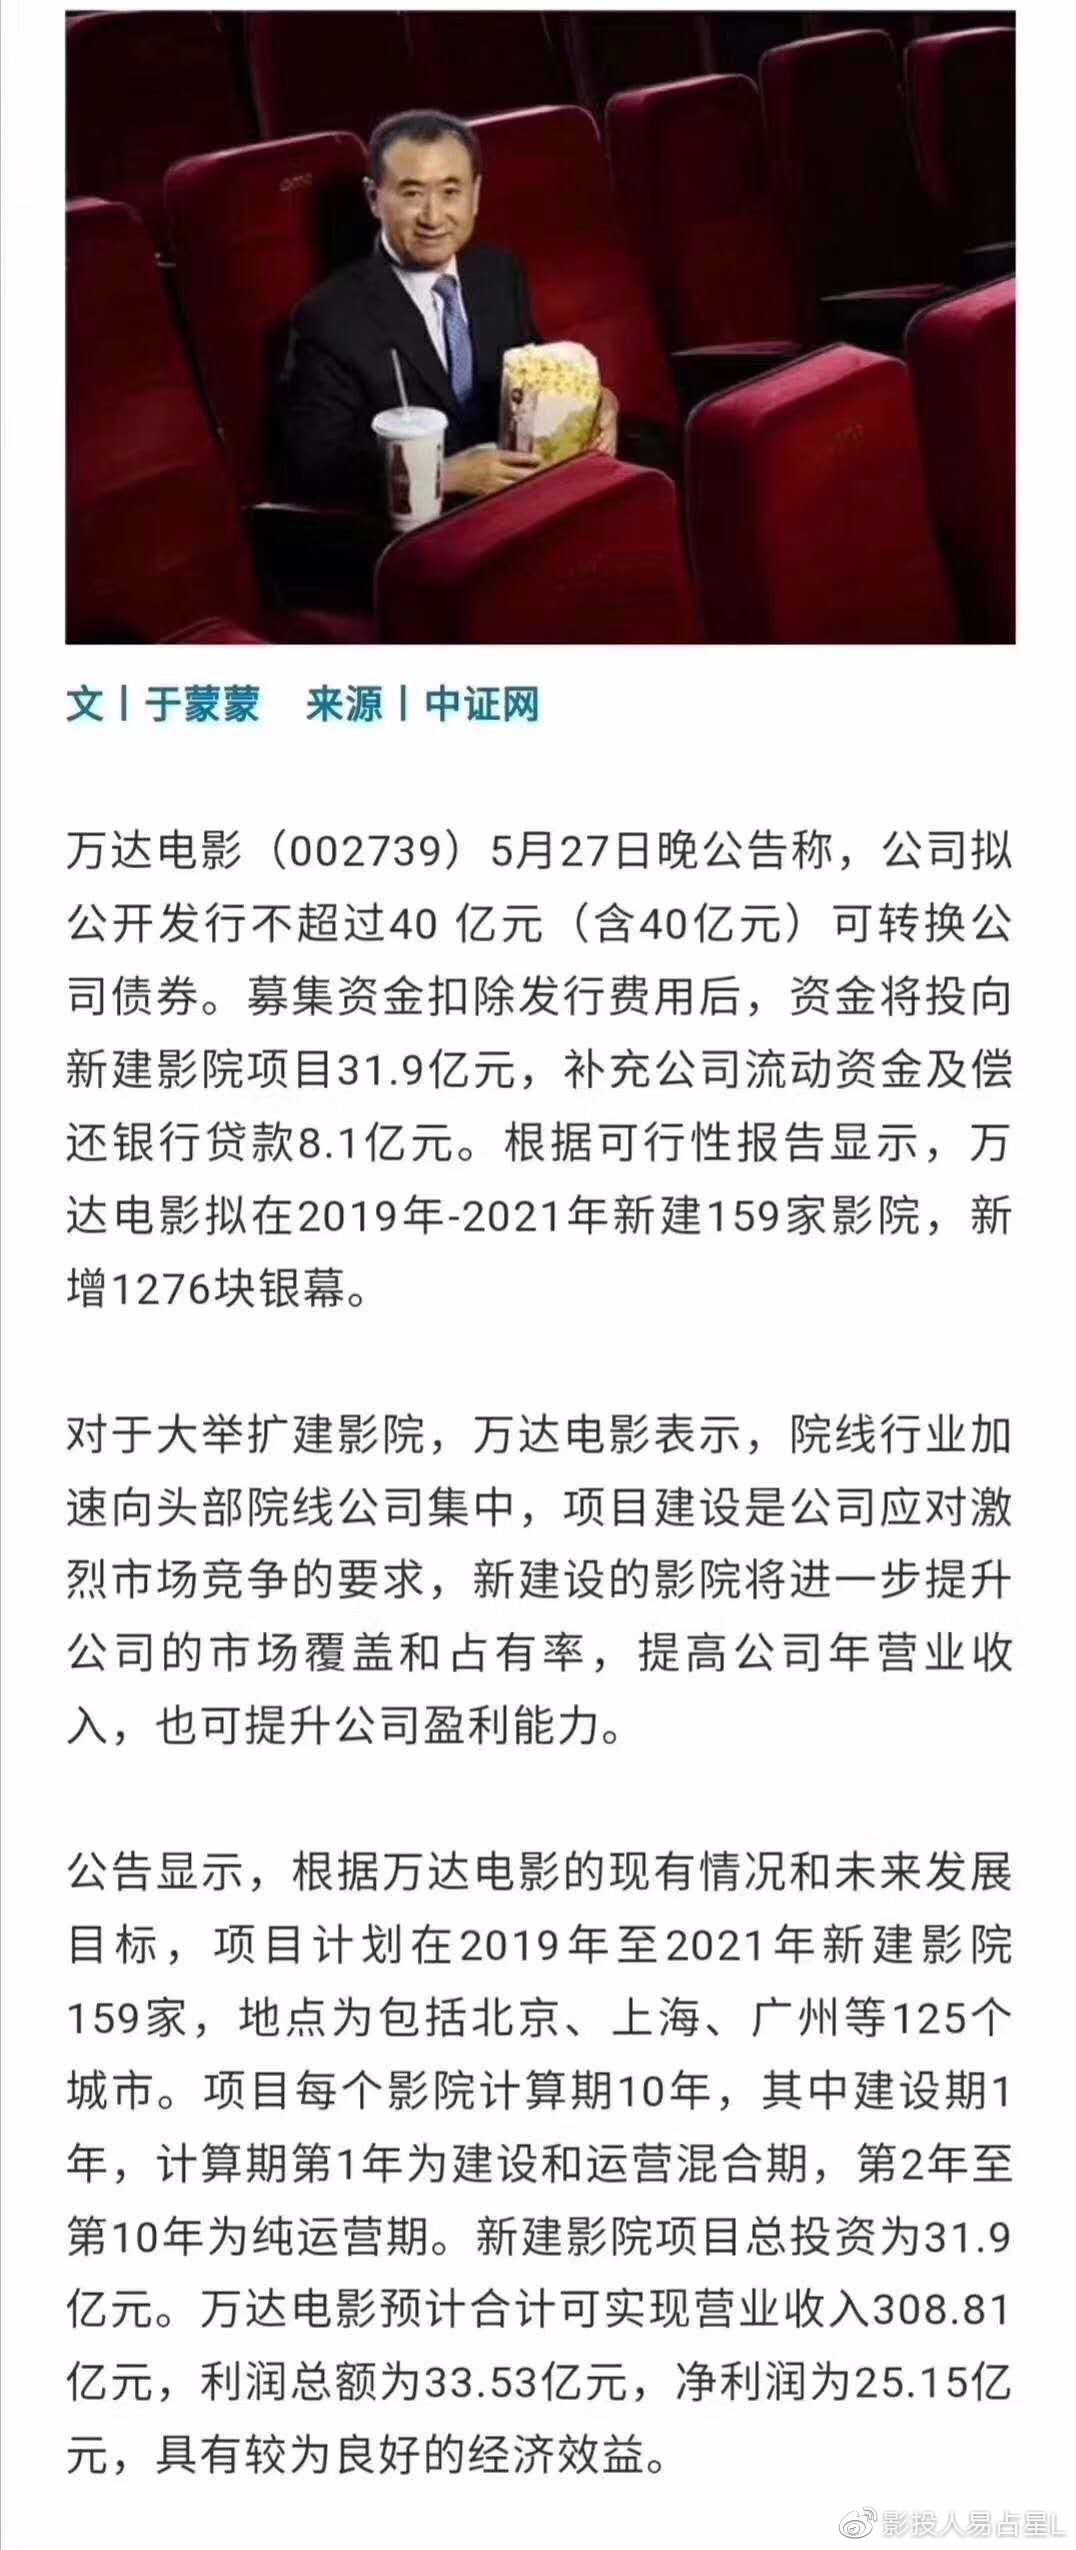 amc
文丨于蒙蒙 来源丨中证网
万达电影（002739）5月27日晚公告称，公司拟
公开发行不超过40 亿元（含40亿元）可转换公
司债券。募集资金扣除发行费用后，资金将投向
新建影院项目31.9亿元，补充公司流动资金及偿
还银行贷款8.1亿元。根据可行性报告显示，万
达电影拟在2019年-2021年新建159家影院，新
增1276块银幕。
对于大举扩建影院，万达电影表示，院线行业加
速向头部院线公司集中，项目建设是公司应对激
烈市场竞争的要求，新建设的影院将进一步提升
公司的市场覆盖和占有率，提高公司年营业收
入，也可提升公司盈利能力。
公告显示，根据万达电影的现有情况和未来发展
目标，项目计划在2019年至2021年新建影院
159家，地点为包括北京、上海、广州等125个
城市。项目每个影院计算期10年，其中建设期1
年，计算期第1年为建设和运营混合期，第2年至
第10年为纯运营期。新建影院项目总投资为31.9
亿元。万达电影预计合计可实现营业收入308.81
亿元，利润总额为33.53亿元，净利润为25.15亿
元，具有较为良好的经济效益。
影投人易占星L